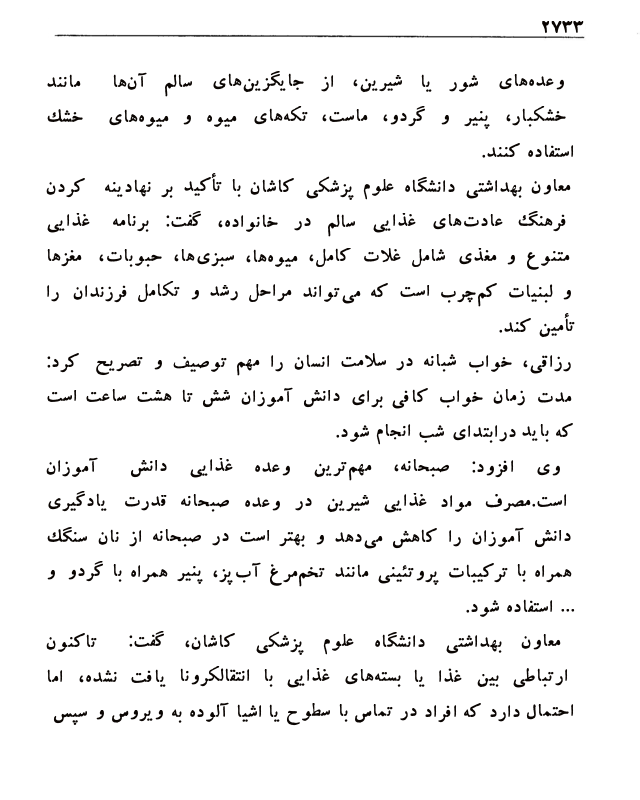 ۲۷۳۳
وعده‌های شور یا شیرین، از جایگزین‌های سالم آن‌ها مانند
خشکبار، پنیر و گردو، ماست، تکه‌های میوه و میوه‌های خشک
استفاده کنند.
معاون بهداشتی دانشگاه علوم پزشکی کاشان با تأکید بر نهادینه کردن
فرهنگ عادت‌های غذایی سالم در خانواده، گفت: برنامه غذایی
متنوع و مغذی شامل غلات کامل، میوه‌ها، سبزی‌ها، حبوبات، مغزها
و لبنیات کم‌چرب است که می‌تواند مراحل رشد و تکامل فرزندان را
تأمین کند.
رزاقی، خواب شبانه در سلامت انسان را مهم توصیف و تصریح کرد:
مدت زمان خواب کافی برای دانش آموزان شش تا هشت ساعت است
که باید درابتدای شب انجام شود.
وی افزود: صبحانه، مهم‌ترین وعده غذایی دانش آموزان
است.مصرف مواد غذایی شیرین در وعده صبحانه قدرت یادگیری
دانش آموزان را کاهش می‌دهد و بهتر است در صبحانه از نان سنگک
همراه با ترکیبات پروتئینی مانند تخم‌مرغ آب‌پز، پنیر همراه با گردو و
... استفاده شود.
معاون بهداشتی دانشگاه علوم پزشکی کاشان، گفت: تاکنون
ارتباطی بین غذا یا بسته‌های غذایی با انتقالکرونا یافت نشده، اما
احتمال دارد که افراد در تماس با سطوح یا اشیا آلوده به ویروس و سپس